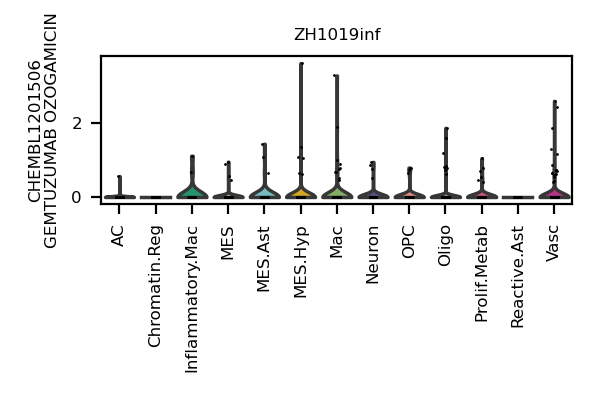 ZH1019inf
CHEMBL1201506
GEMTUZUMAB OZOGAMICIN
2
0
AC
Chromatin.Reg
Inflammatory.Mac
MES
MES.Ast
MES.Hyp
Mac
Neuron
OPC
Oligo
Prolif.Metab
Reactive.Ast
Vasc